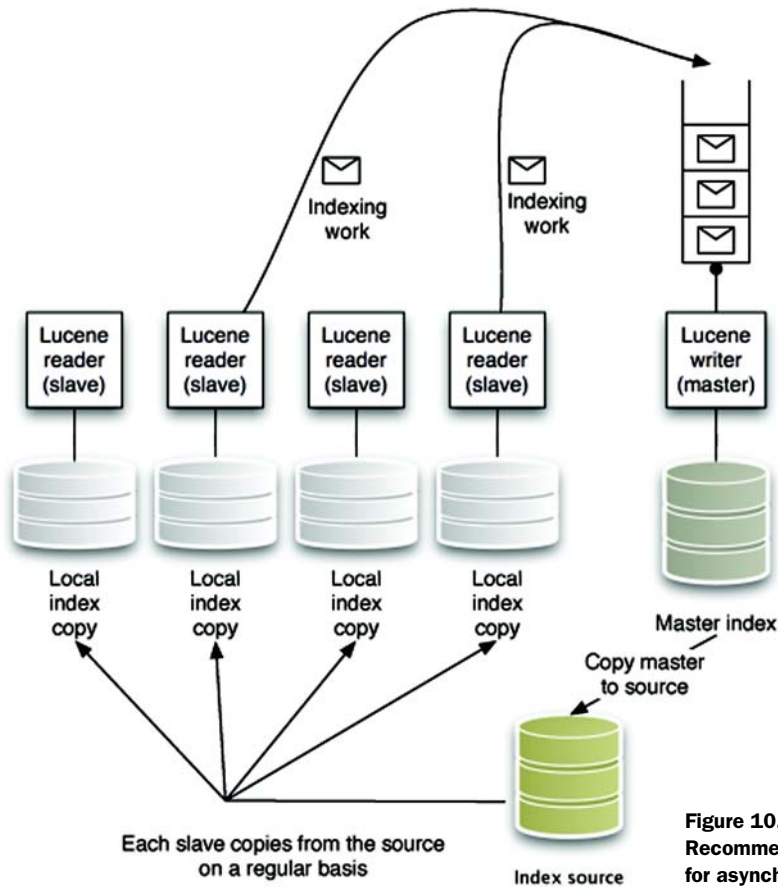 Indexing
work
Indexing
work
Lucene
reader
(slave)
Lucene
reader
(slave)
Lucene
reader
(slave)
Lucene
reader
(slave)
Lucene
writer
(master)
Local
index
copy
Local
index
copy
Local
index
copy
Local
index
copy
Master index
Copy master
to source
Each slave copies from the source
on a regular basis
Index source
Figure 10.
Recomme
for asynch